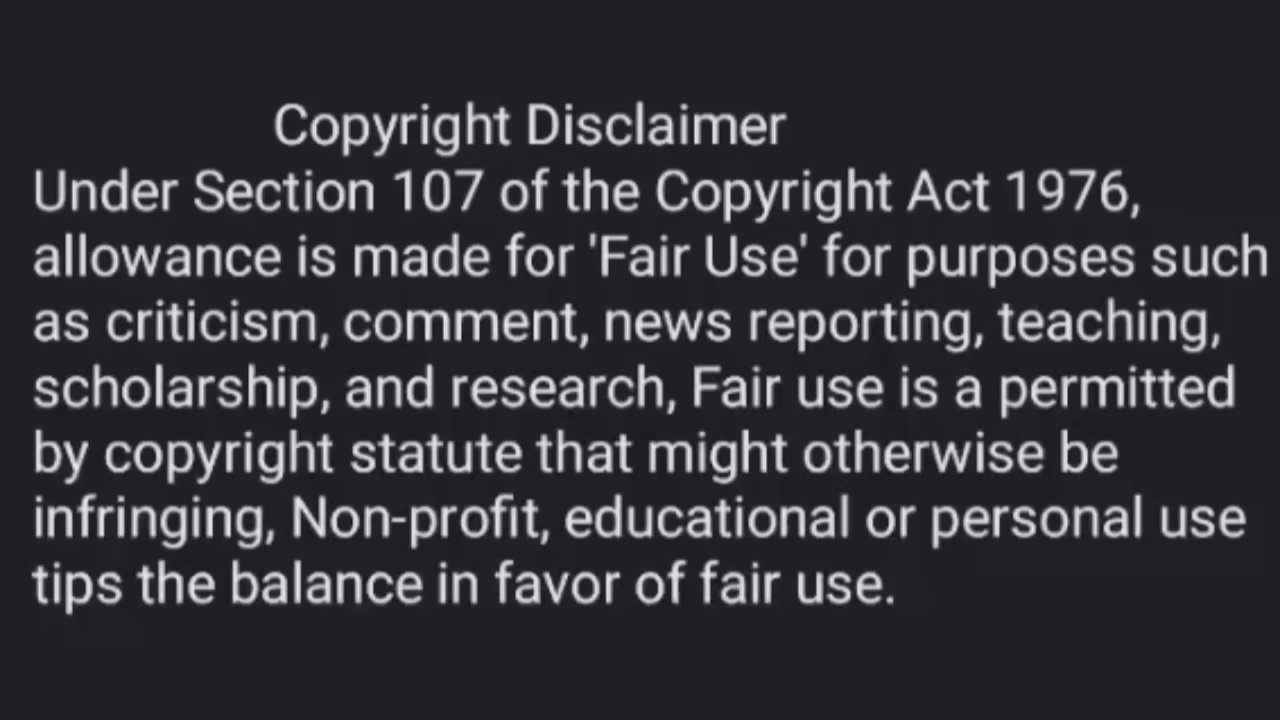 Copyright Disclaimer
Under Section 107 of the Copyright Act 1976,
allowance is made for 'Fair Use' for purposes such
as criticism, comment, news reporting, teaching,
scholarship, and research, Fair use is a permitted
by copyright statute that might otherwise be
infringing, Non-profit, educational or personal use
tips the balance in favor of fair use.